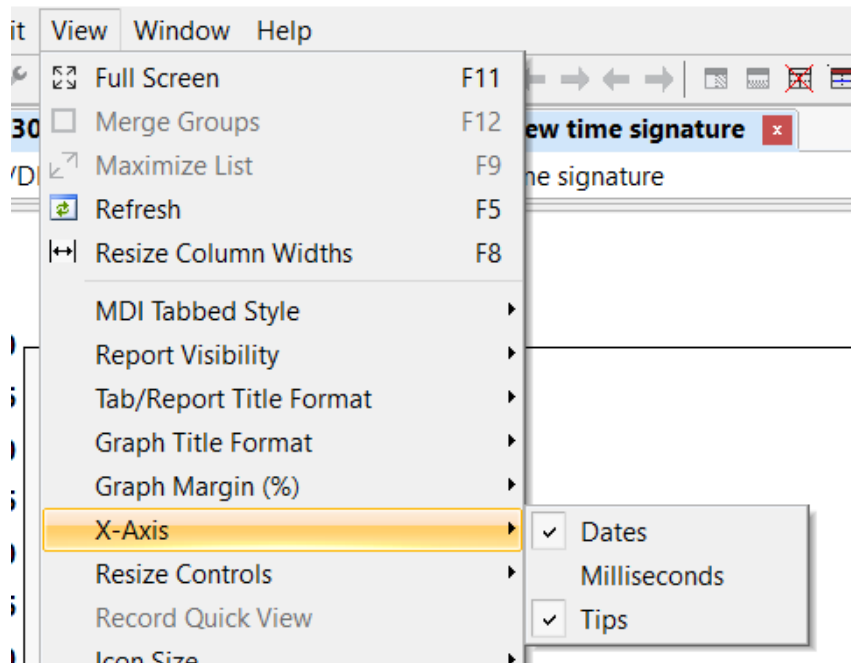 it View Window Help
Full Screen F11
Merge Groups F12
Maximize List F9
Refresh F5
Resize Column Widths F8
MDI Tabbed Style
Report Visibility
Tab/Report Title Format
Graph Title Format
Graph Margin (%)
X-Axis
Resize Controls
Record Quick View
Icon Size
30
ew time signature
/D
ne signature
Dates
Milliseconds
Tips